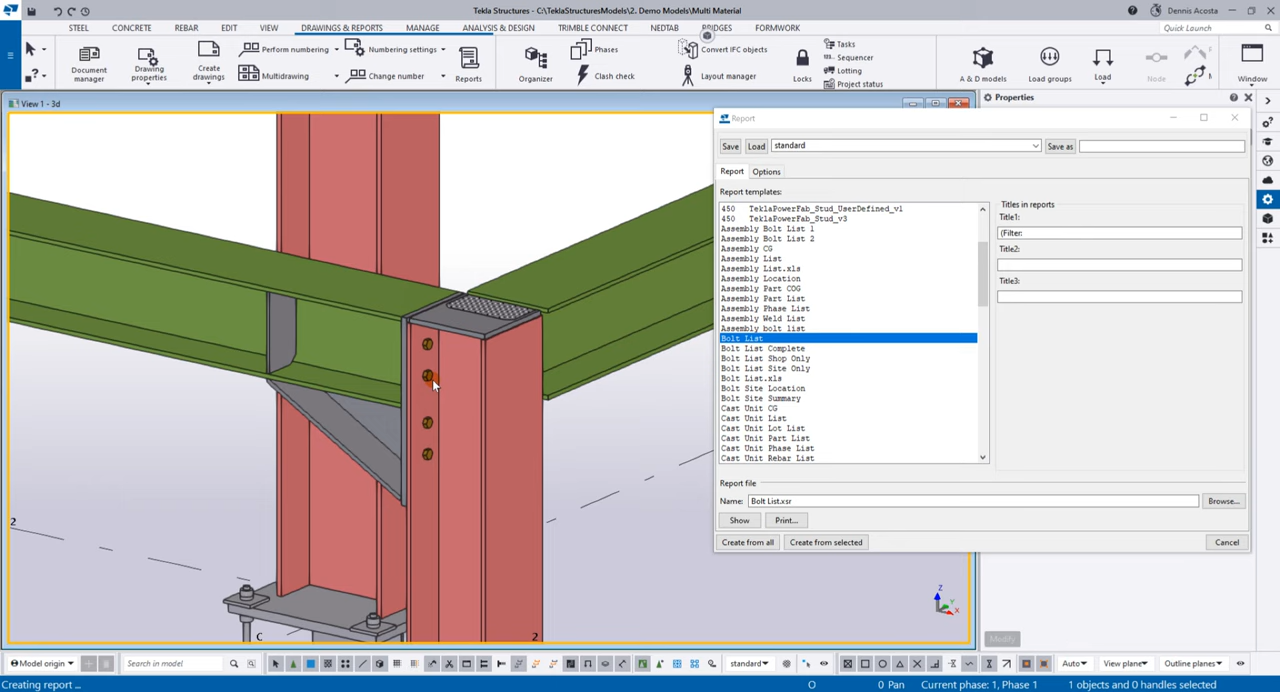 Tekla Structures - C:\TeklaStructuresModels\2. Demo Models\Multi Material
Dennis Acosta
STEEL CONCRETE REBAR EDIT VIEW DRAWINGS & REPORTS MANAGE ANALYSIS & DESIGN TRIMBLE CONNECT NEDTAB BRIDGES FORMWORK
Quick Launch
Document manager
Drawing properties
Create drawings
Perform numbering
Numbering settings
Multidrawing
Change number
Reports
Organizer
Phases
Clash check
Convert IFC objects
Layout manager
Locks
Tasks
Sequencer
Lotting
Project status
A & D models
Load groups
Load
Node
Window
View 1 - 3d
Properties
Report
Save Load standard Save as
Report Options
Report templates:
450 TeklaPowerFab_Stud_UserDefined_v1
450 TeklaPowerFab_Stud_v3
Assembly Bolt List 1
Assembly Bolt List 2
Assembly CG
Assembly List
Assembly List.xls
Assembly Location
Assembly Part COG
Assembly Part List
Assembly Phase List
Assembly Weld List
Assembly bolt list
Bolt List
Bolt List Complete
Bolt List Shop Only
Bolt List Site Only
Bolt List.xls
Bolt Site Location
Bolt Site Summary
Cast Unit CG
Cast Unit List
Cast Unit Lot List
Cast Unit Part List
Cast Unit Phase List
Cast Unit Rebar List
Titles in reports
Title1:
(Filter:
Title2:
Title3:
Report file
Name: Bolt List.xsr Browse...
Show Print...
Create from all Create from selected Cancel
2
C
2
Z
Y
X
Modify
Model origin
Search in model
standard
Auto
View plane
Outline planes
Creating report ...
O
0 Pan
Current phase: 1, Phase 1
1 objects and 0 handles selected